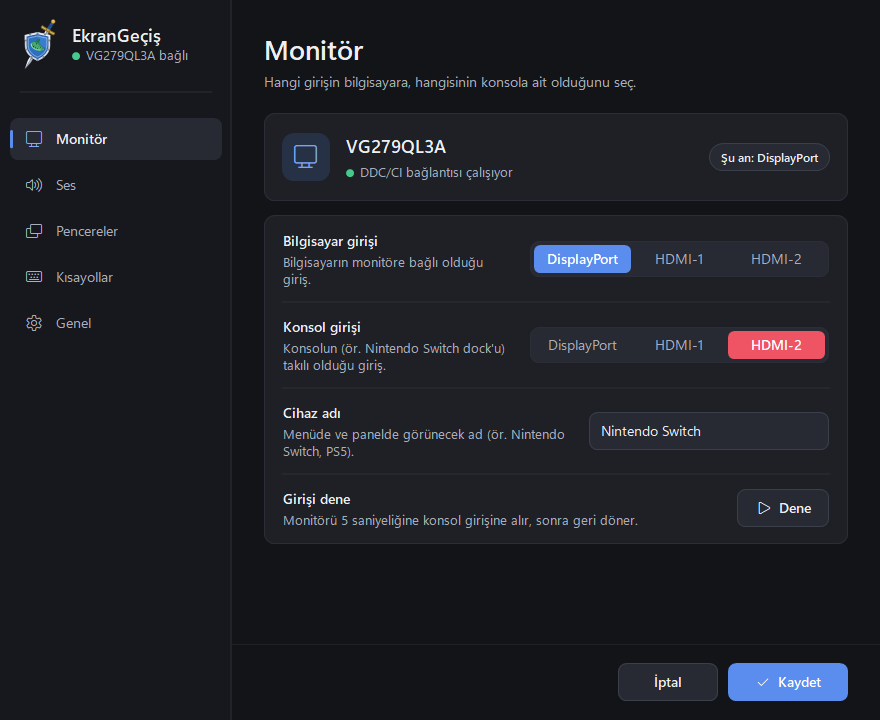 EkranGeçiş
VG279QL3A bağlı
Monitör
Ses
Pencereler
Kısayollar
Genel
Monitör
Hangi girişin bilgisayara, hangisinin konsola ait olduğunu seç.
VG279QL3A
DDC/CI bağlantısı çalışıyor
Şu an: DisplayPort
Bilgisayar girişi
Bilgisayarın monitöre bağlı olduğu
giriş.
DisplayPort HDMI-1 HDMI-2
Konsol girişi
Konsolun (ör. Nintendo Switch dock'u)
takılı olduğu giriş.
DisplayPort HDMI-1 HDMI-2
Cihaz adı
Menüde ve panelde görünecek ad (ör. Nintendo
Switch, PS5).
Nintendo Switch
Girişi dene
Monitörü 5 saniyeliğine konsol girişine alır, sonra geri döner.
Dene
İptal
Kaydet